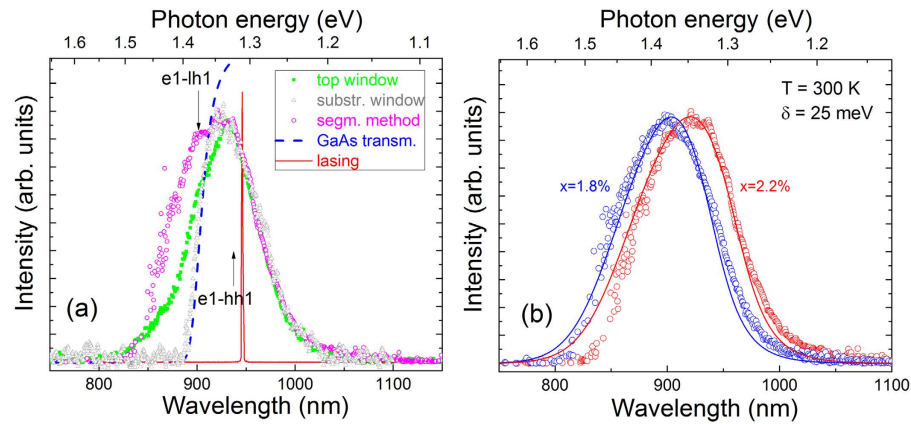 Photon energy (eV)
1.6 1.5 1.4 1.3 1.2 1.1
e1-lh1
top window
substr. window
segm. method
GaAs transm.
lasing
(a)
e1-hh1
Intensity (arb. units)
800 900 1000 1100
Wavelength (nm)
Photon energy (eV)
1.6 1.5 1.4 1.3 1.2
T = 300 K
δ = 25 meV
x=1.8%
x=2.2%
(b)
Intensity (arb. units)
800 900 1000 1100
Wavelength (nm)